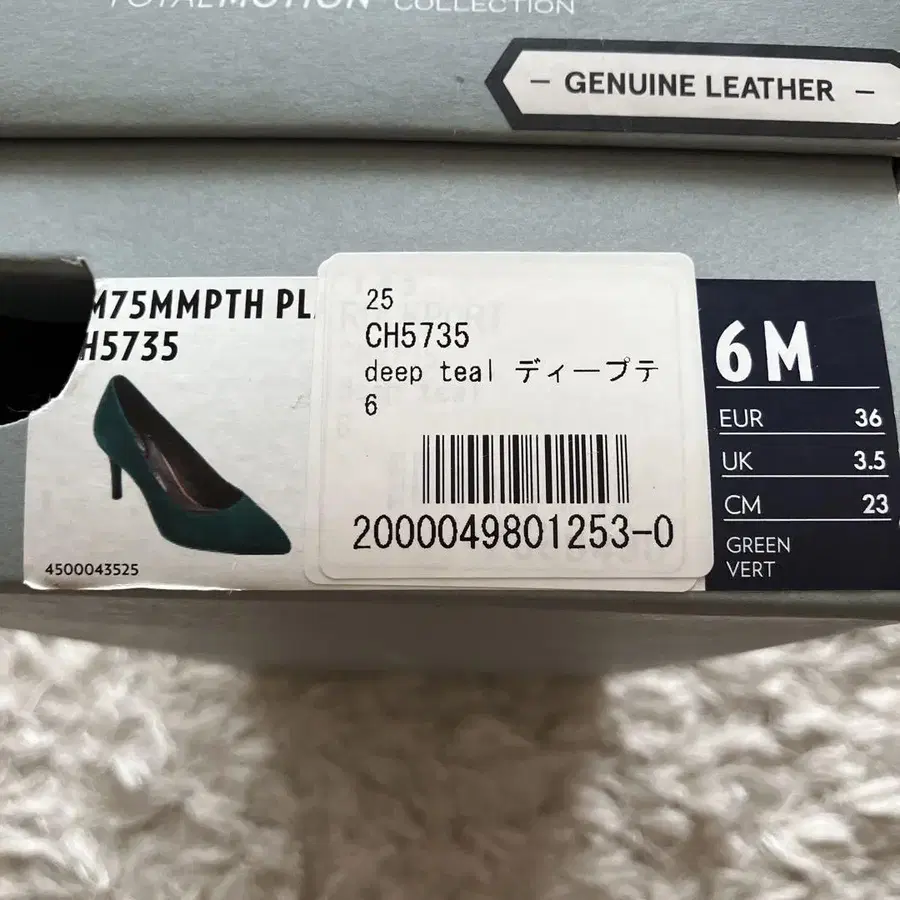 TOTALMOTION COLLECTION
– GENUINE LEATHER –
M75MMPTH PL
H5735
4500043525
25
CH5735
deep teal ディープテ
6
2000049801253-0
6 M
EUR 36
UK 3.5
CM 23
GREEN
VERT